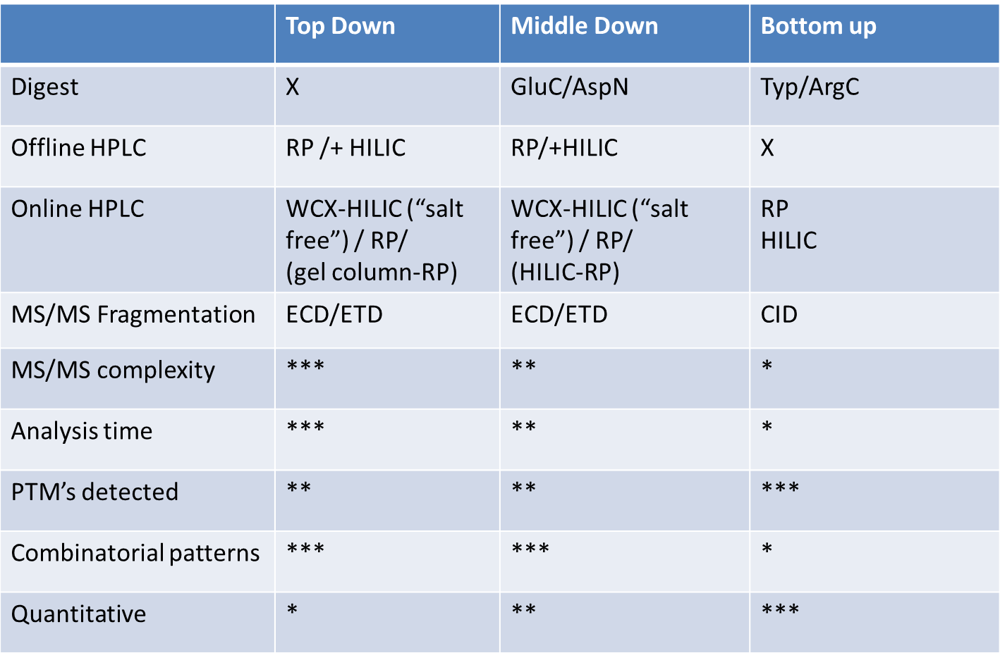 Top Down Middle Down Bottom up
Digest X GluC/AspN Typ/ArgC
Offline HPLC RP /+ HILIC RP/+HILIC X
Online HPLC WCX-HILIC (“salt WCX-HILIC (“salt RP
free”) / RP/ free”) / RP/ HILIC
(gel column-RP) (HILIC-RP)
MS/MS Fragmentation ECD/ETD ECD/ETD CID
MS/MS complexity *** ** *
Analysis time *** ** *
PTM’s detected ** ** ***
Combinatorial patterns *** *** *
Quantitative * ** ***